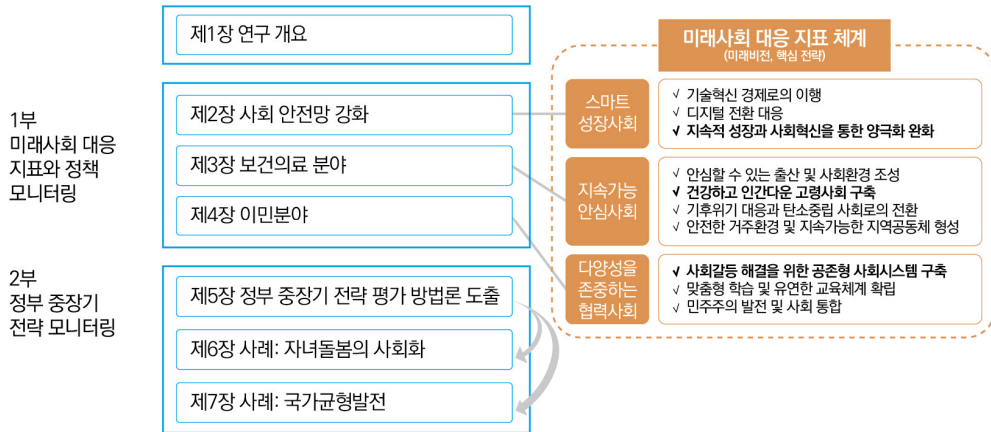 제1장 연구 개요
1부
미래사회 대응
지표와 정책
모니터링
제2장 사회 안전망 강화
제3장 보건의료 분야
제4장 이민분야
2부
정부 중장기
전략 모니터링
제5장 정부 중장기 전략 평가 방법론 도출
제6장 사례: 자녀돌봄의 사회화
제7장 사례: 국가균형발전
미래사회 대응 지표 체계
(미래비전, 핵심 전략)
스마트
성장사회
√ 기술혁신 경제로의 이행
√ 디지털 전환 대응
√ 지속적 성장과 사회혁신을 통한 양극화 완화
지속가능
안심사회
√ 안심할 수 있는 출산 및 사회환경 조성
√ 건강하고 인간다운 고령사회 구축
√ 기후위기 대응과 탄소중립 사회로의 전환
√ 안전한 거주환경 및 지속가능한 지역공동체 형성
다양성을
존중하는
협력사회
√ 사회갈등 해결을 위한 공존형 사회시스템 구축
√ 맞춤형 학습 및 유연한 교육체계 확립
√ 민주주의 발전 및 사회 통합